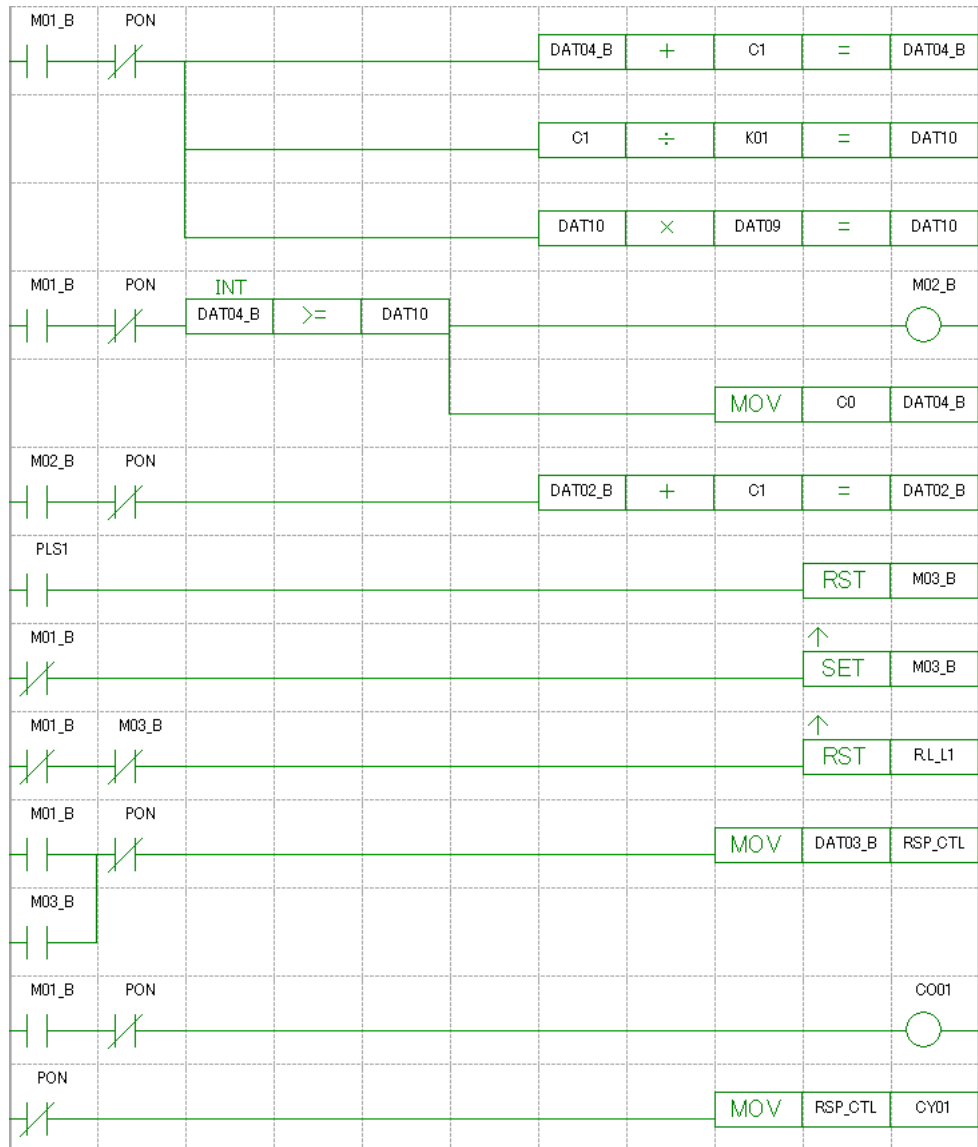 M01_B PON
DAT04_B + C1 = DAT04_B
C1 ÷ K01 = DAT10
DAT10 × DAT09 = DAT10
M01_B PON INT M02_B
DAT04_B >= DAT10
MOV C0 DAT04_B
M02_B PON
DAT02_B + C1 = DAT02_B
PLS1
RST M03_B
M01_B ↑
SET M03_B
M01_B M03_B ↑
RST R.L_L1
M01_B PON
MOV DAT03_B RSP_CTL
M03_B
M01_B PON CO01
PON
MOV RSP_CTL CY01